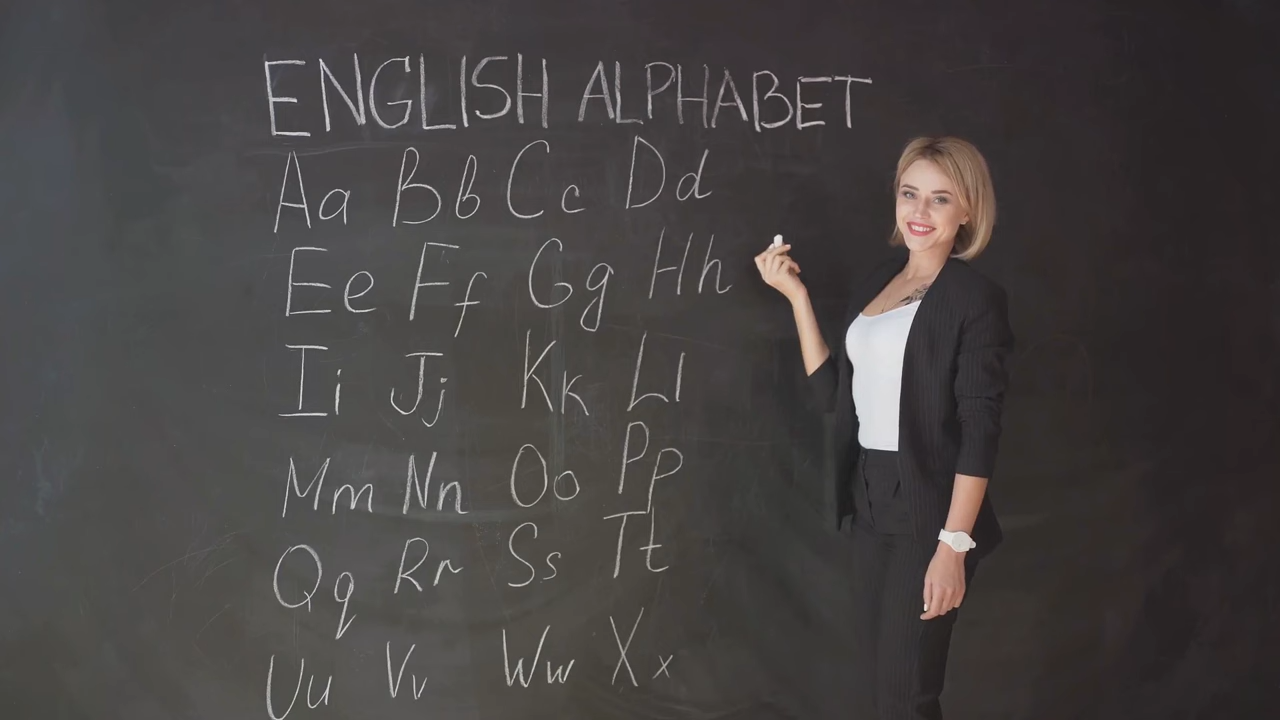 ENGLISH ALPHABET
Aa Bb Cc Dd
Ee Ff Gg Hh
Ii Jj Kk Ll
Mm Nn Oo Pp
Qq Rr Ss Tt
Uu Vv Ww Xx